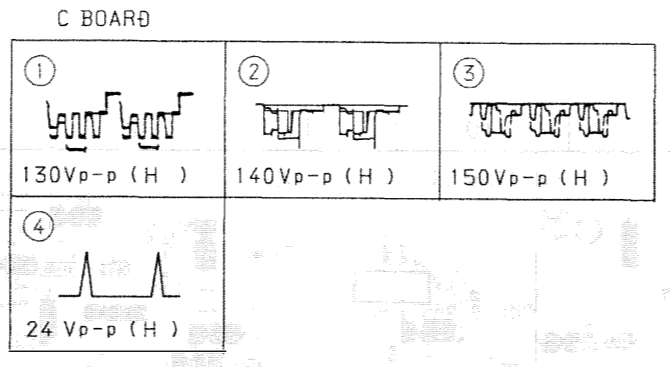 C BOARD
1
130Vp-p (H )
2
140Vp-p (H )
3
150Vp-p (H )
4
24 Vp-p (H )